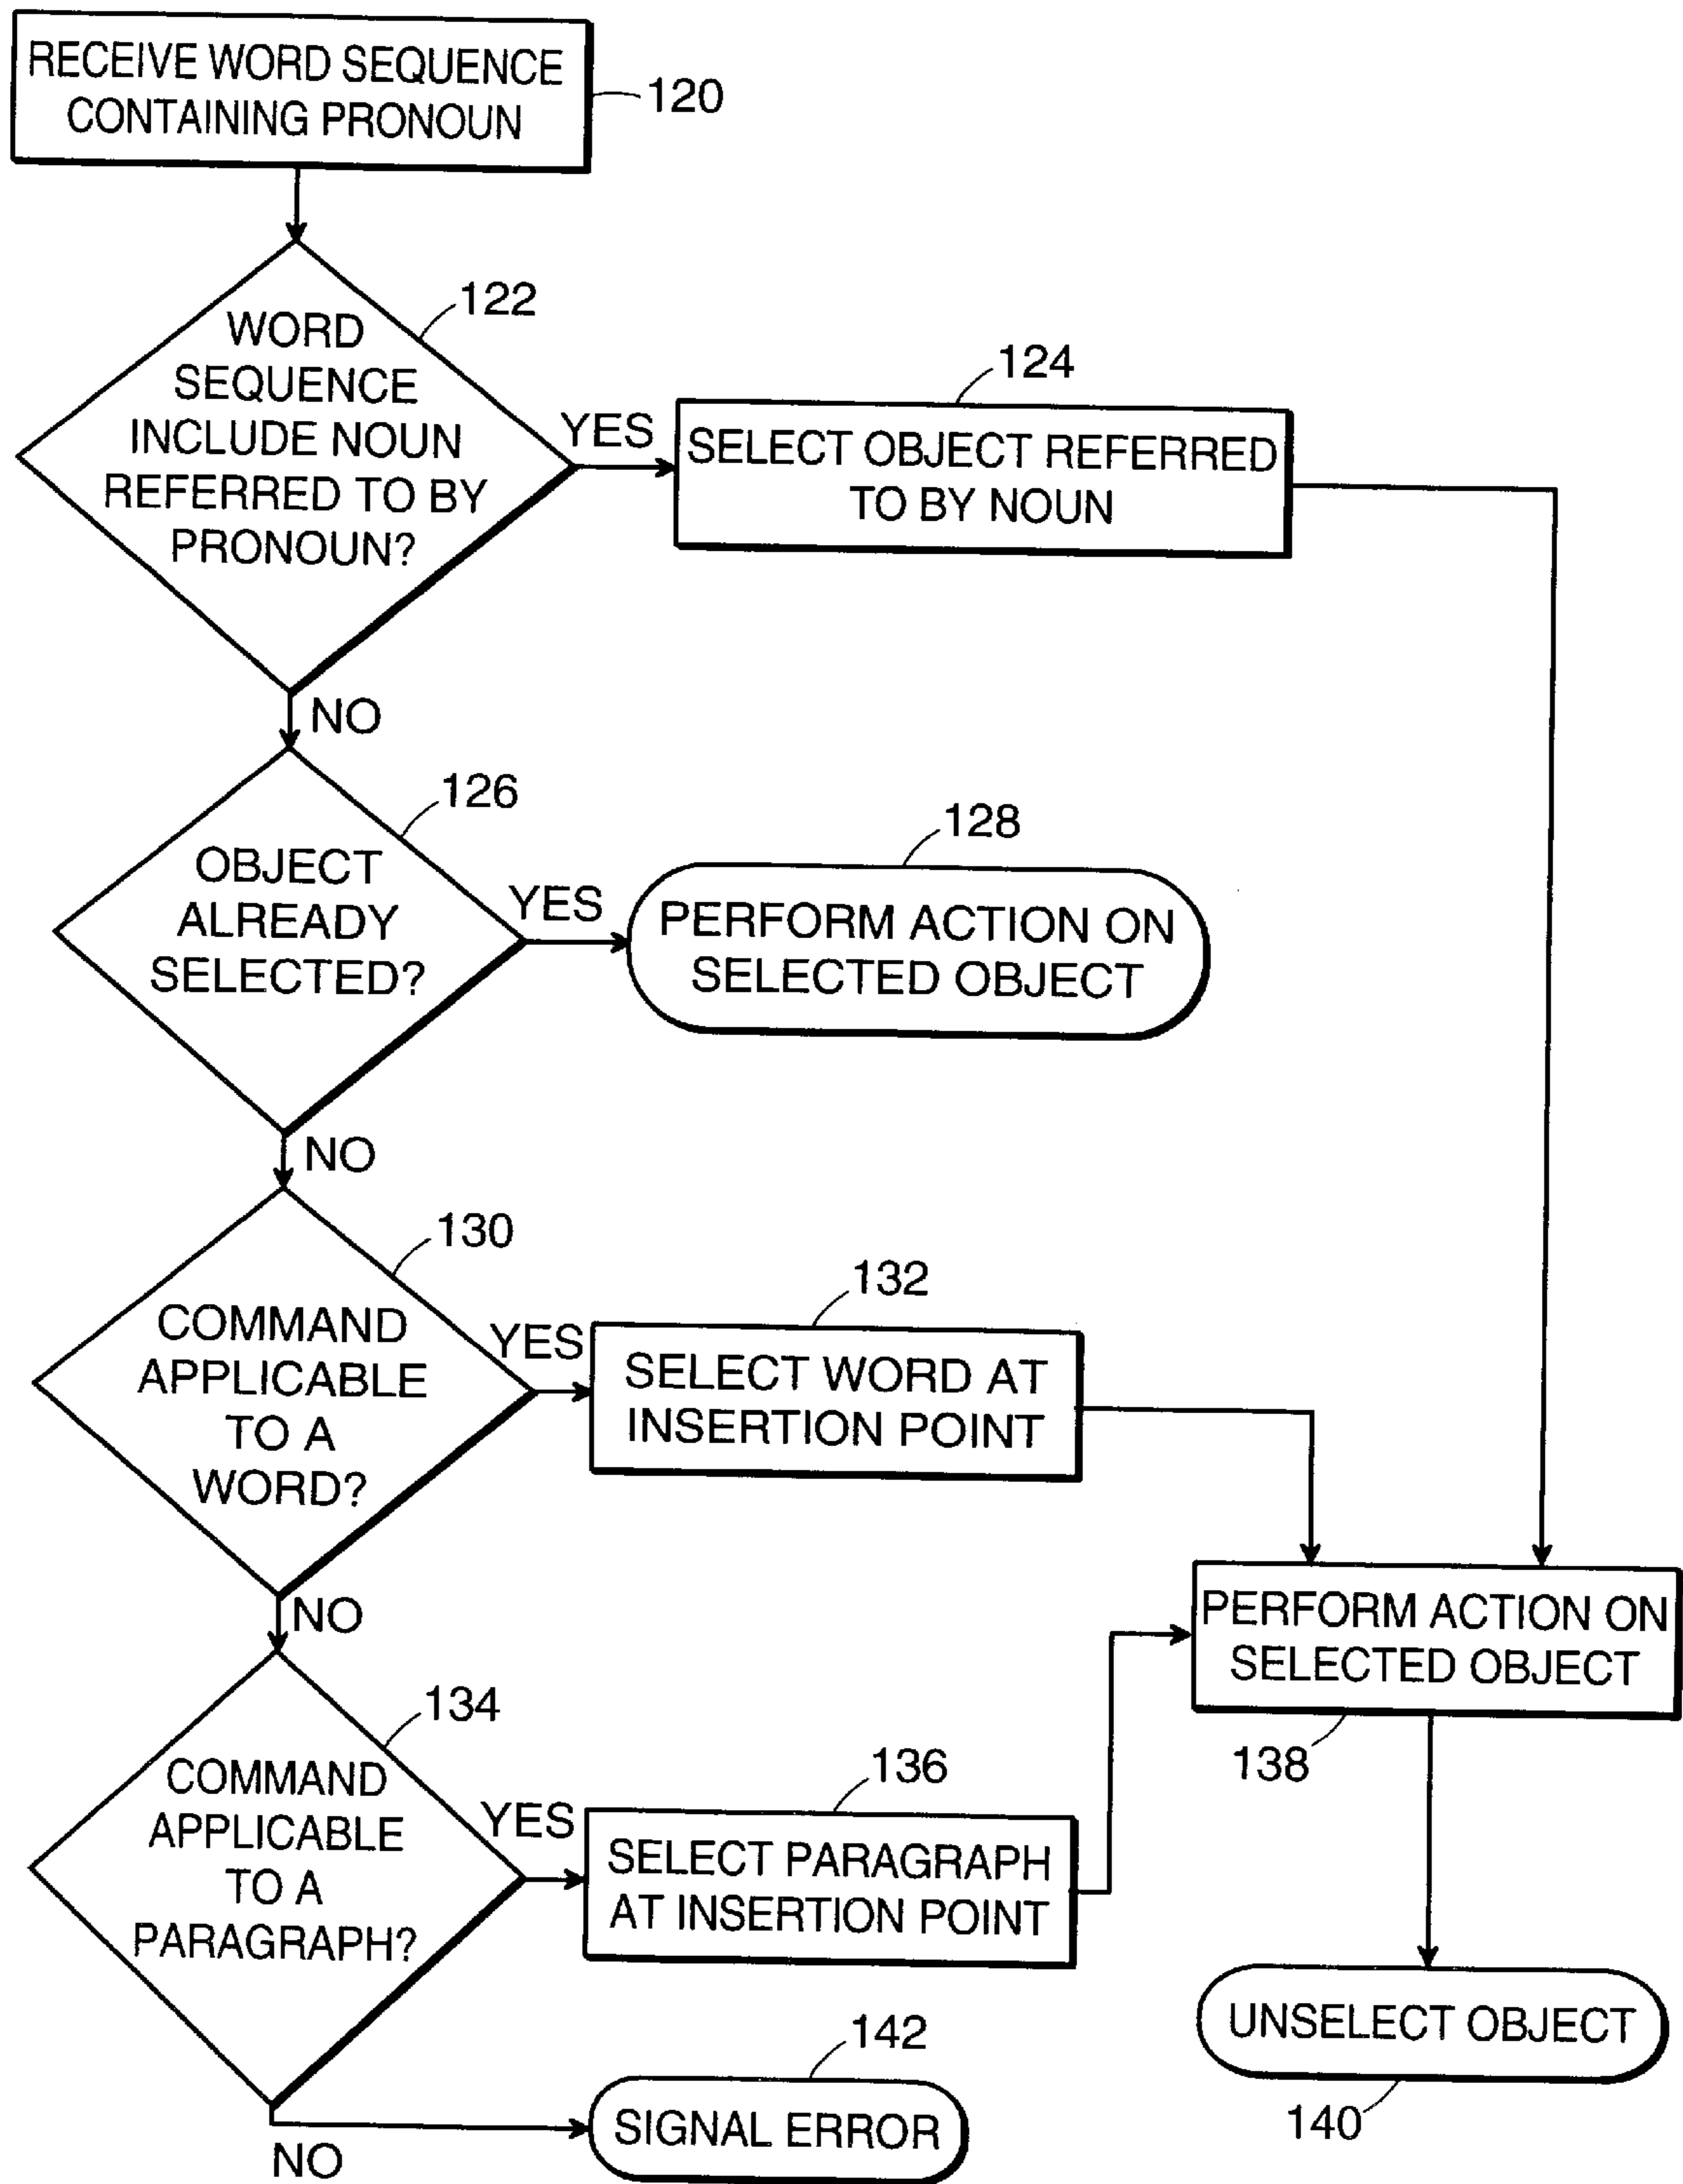 RECEIVE WORD SEQUENCE
CONTAINING PRONOUN
120
122
WORD
SEQUENCE
INCLUDE NOUN
REFERRED TO BY
PRONOUN?
YES
124
SELECT OBJECT REFERRED
TO BY NOUN
NO
126
OBJECT
ALREADY
SELECTED?
YES
128
PERFORM ACTION ON
SELECTED OBJECT
NO
130
COMMAND
APPLICABLE
TO A
WORD?
YES
132
SELECT WORD AT
INSERTION POINT
NO
134
COMMAND
APPLICABLE
TO A
PARAGRAPH?
YES
136
SELECT PARAGRAPH
AT INSERTION POINT
PERFORM ACTION ON
SELECTED OBJECT
138
UNSELECT OBJECT
140
NO
142
SIGNAL ERROR